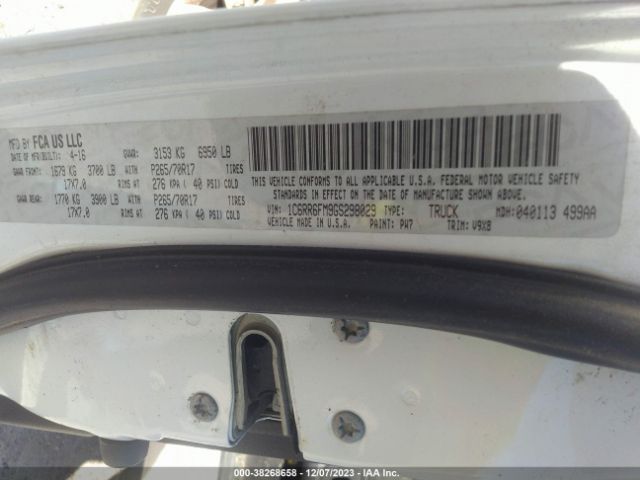 MFD BY FCA US LLC
DATE OF MFR(BUILT): 4-16 GVWR: 3153 KG 6950 LB
GAWR FRONT: 1679 KG 3700 LB WITH P265/70R17 TIRES
17X7.0 RIMS AT 276 KPA ( 40 PSI) COLD
GAWR REAR: 1770 KG 3900 LB WITH P265/70R17 TIRES
17X7.0 RIMS AT 276 KPA ( 40 PSI) COLD
THIS VEHICLE CONFORMS TO ALL APPLICABLE U.S.A. FEDERAL MOTOR VEHICLE SAFETY
STANDARDS IN EFFECT ON THE DATE OF MANUFACTURE SHOWN ABOVE.
VIN: 1C6RR6FM9GS298029 TYPE: TRUCK MDH: 040113 499AA
VEHICLE MADE IN U.S.A. PAINT: PW7 TRIM: V9X8
000-38268658 - 12/07/2023 - IAA Inc.